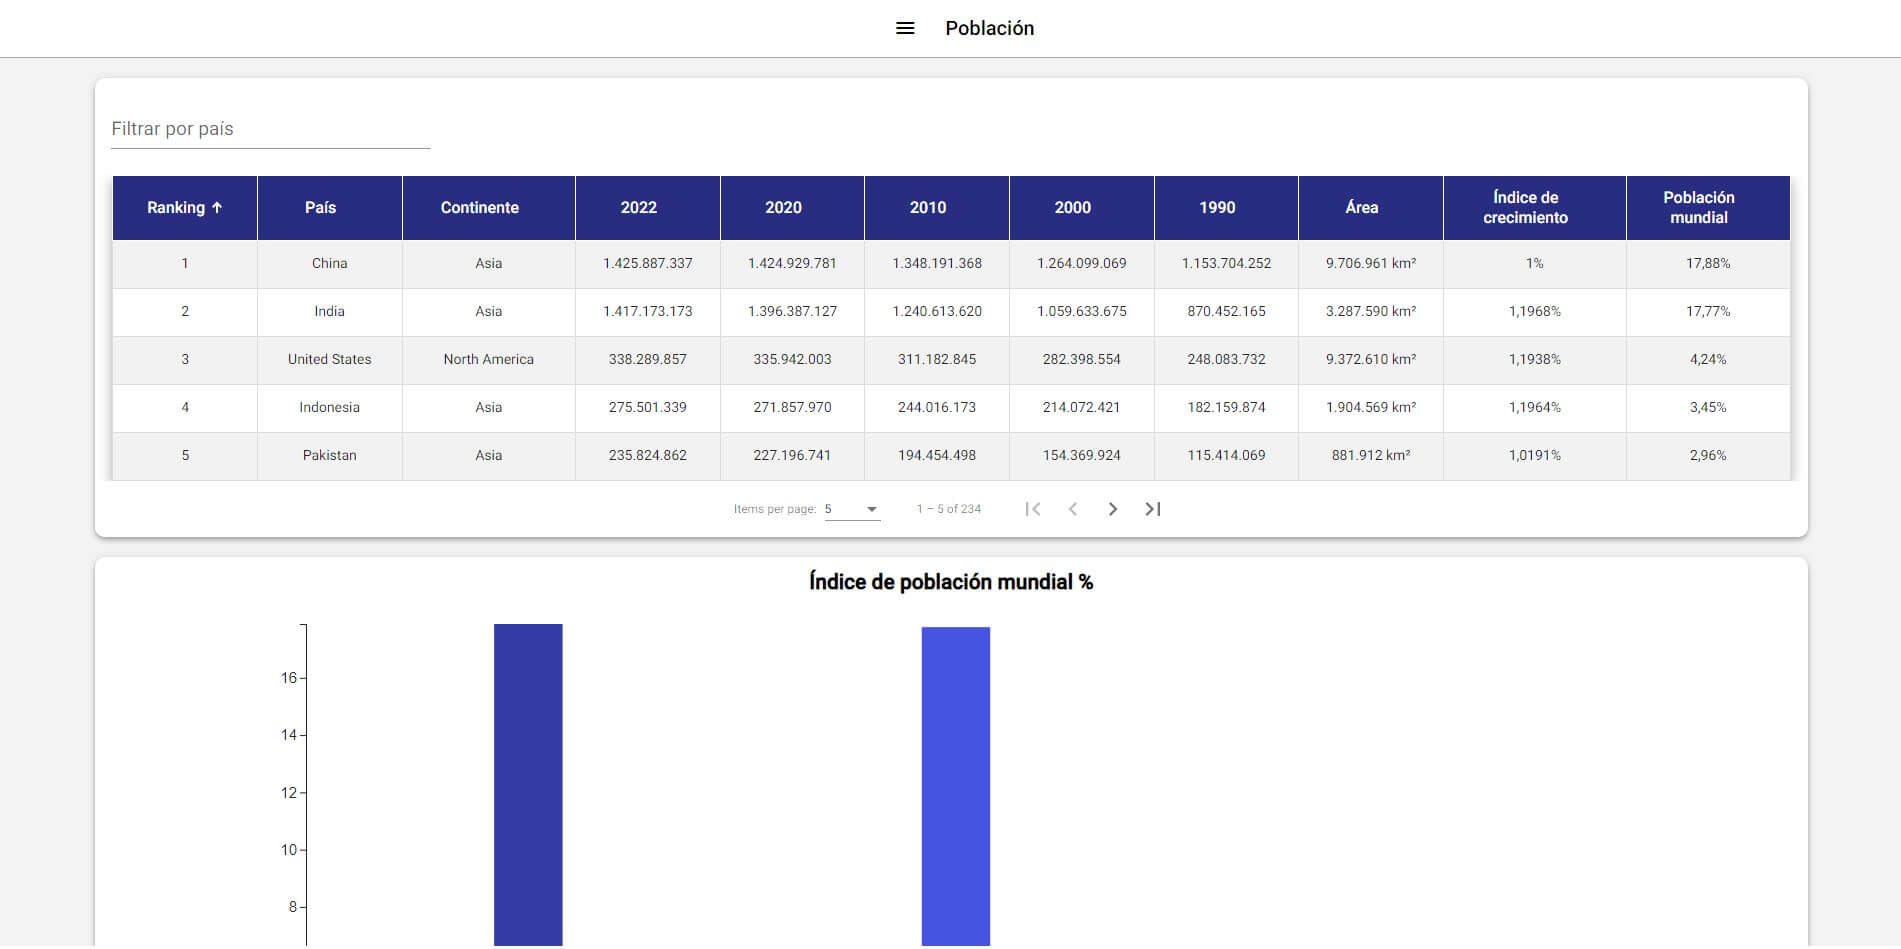 Población
Filtrar por país
Ranking País Continente 2022 2020 2010 2000 1990 Área Índice de crecimiento Población mundial
1 China Asia 1.425.887.337 1.424.929.781 1.348.191.368 1.264.099.069 1.153.704.252 9.706.961 km² 1% 17,88%
2 India Asia 1.417.173.173 1.396.387.127 1.240.613.620 1.059.633.675 870.452.165 3.287.590 km² 1,1968% 17,77%
3 United States North America 338.289.857 335.942.003 311.182.845 282.398.554 248.083.732 9.372.610 km² 1,1938% 4,24%
4 Indonesia Asia 275.501.339 271.857.970 244.016.173 214.072.421 182.159.874 1.904.569 km² 1,1964% 3,45%
5 Pakistan Asia 235.824.862 227.196.741 194.454.498 154.369.924 115.414.069 881.912 km² 1,0191% 2,96%
Items per page: 5 1 – 5 of 234
Índice de población mundial %
16
14
12
10
8